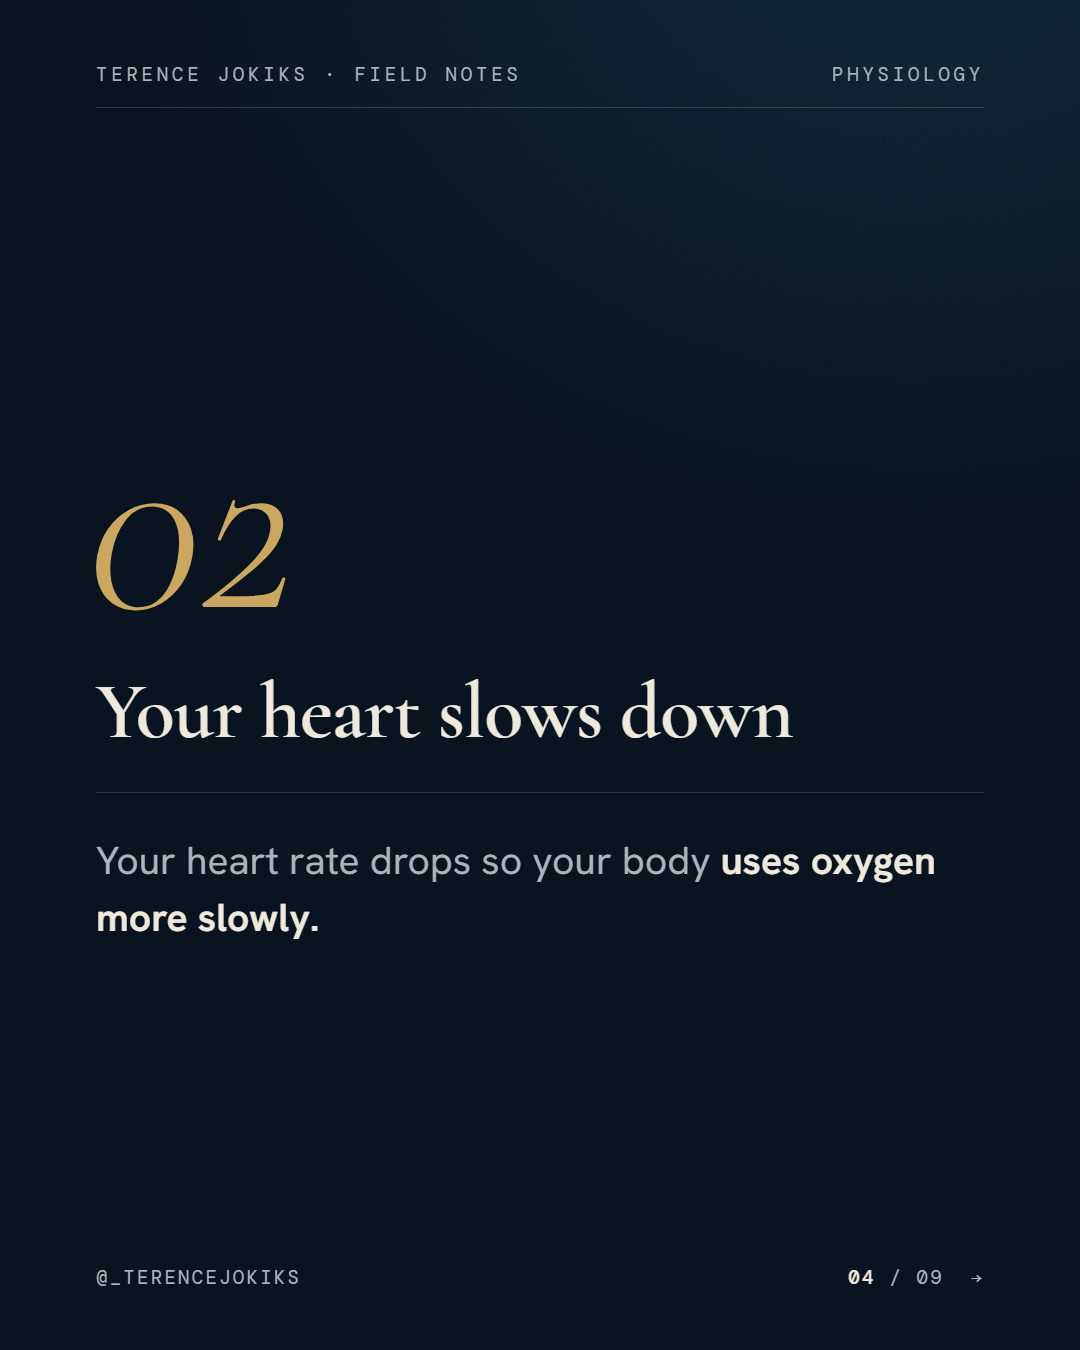 TERENCE JOKIKS · FIELD NOTES
PHYSIOLOGY
02
Your heart slows down
Your heart rate drops so your body uses oxygen
more slowly.
@_TERENCEJOKIKS
04 / 09 →